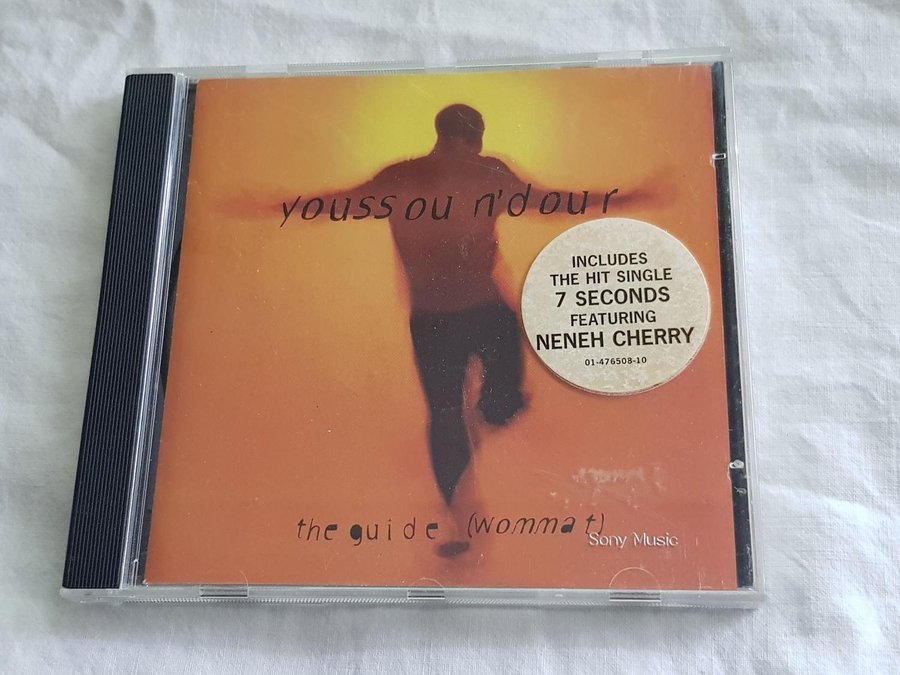 youssou n'dour
INCLUDES
THE HIT SINGLE
7 SECONDS
FEATURING
NENEH CHERRY
01-476508-10
the guide (wommat)
Sony Music